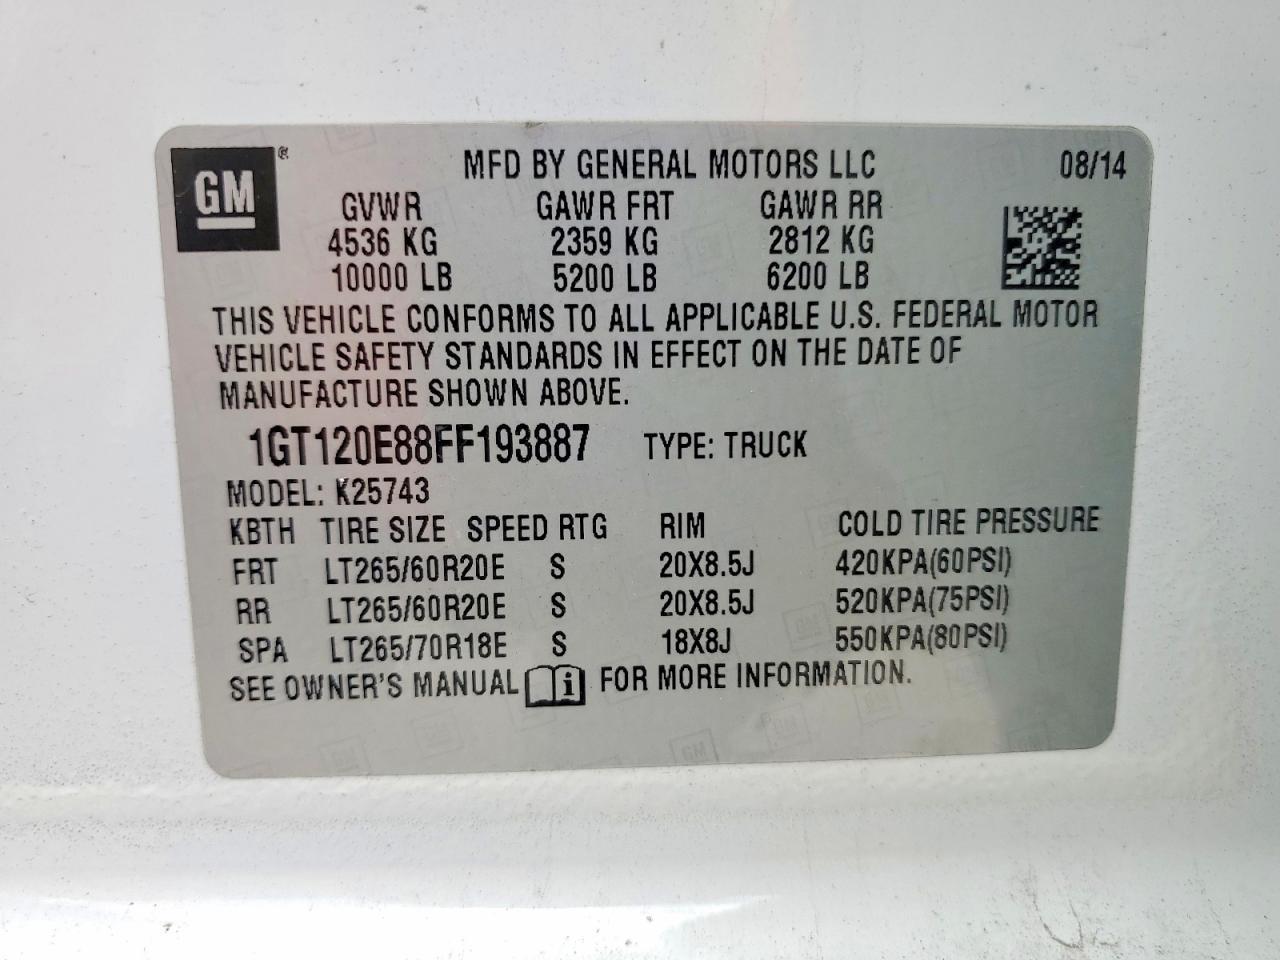 GM ®
MFD BY GENERAL MOTORS LLC 08/14
GVWR GAWR FRT GAWR RR
4536 KG 2359 KG 2812 KG
10000 LB 5200 LB 6200 LB
THIS VEHICLE CONFORMS TO ALL APPLICABLE U.S. FEDERAL MOTOR
VEHICLE SAFETY STANDARDS IN EFFECT ON THE DATE OF
MANUFACTURE SHOWN ABOVE.
1GT120E88FF193887 TYPE: TRUCK
MODEL: K25743
KBTH TIRE SIZE SPEED RTG RIM COLD TIRE PRESSURE
FRT LT265/60R20E S 20X8.5J 420KPA(60PSI)
RR LT265/60R20E S 20X8.5J 520KPA(75PSI)
SPA LT265/70R18E S 18X8J 550KPA(80PSI)
SEE OWNER'S MANUAL i FOR MORE INFORMATION.